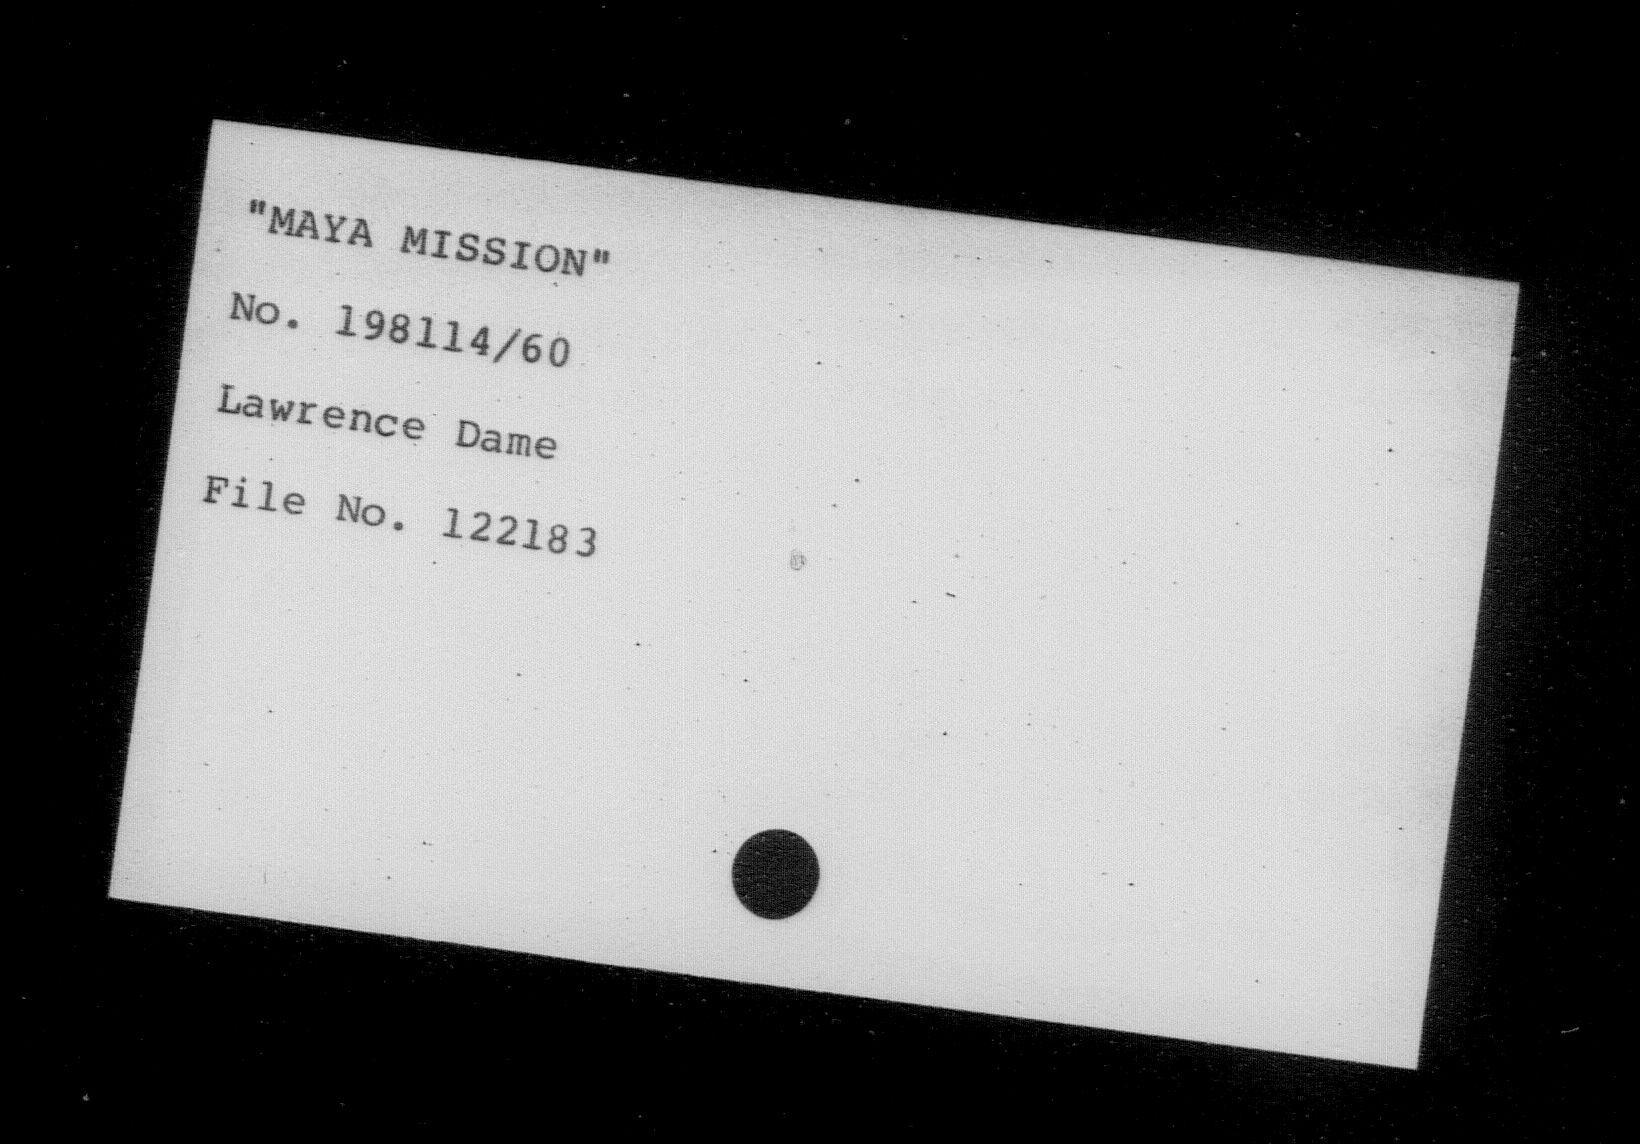 "MAYA MISSION"
No. 198114/60
Lawrence Dame
File No. 122183